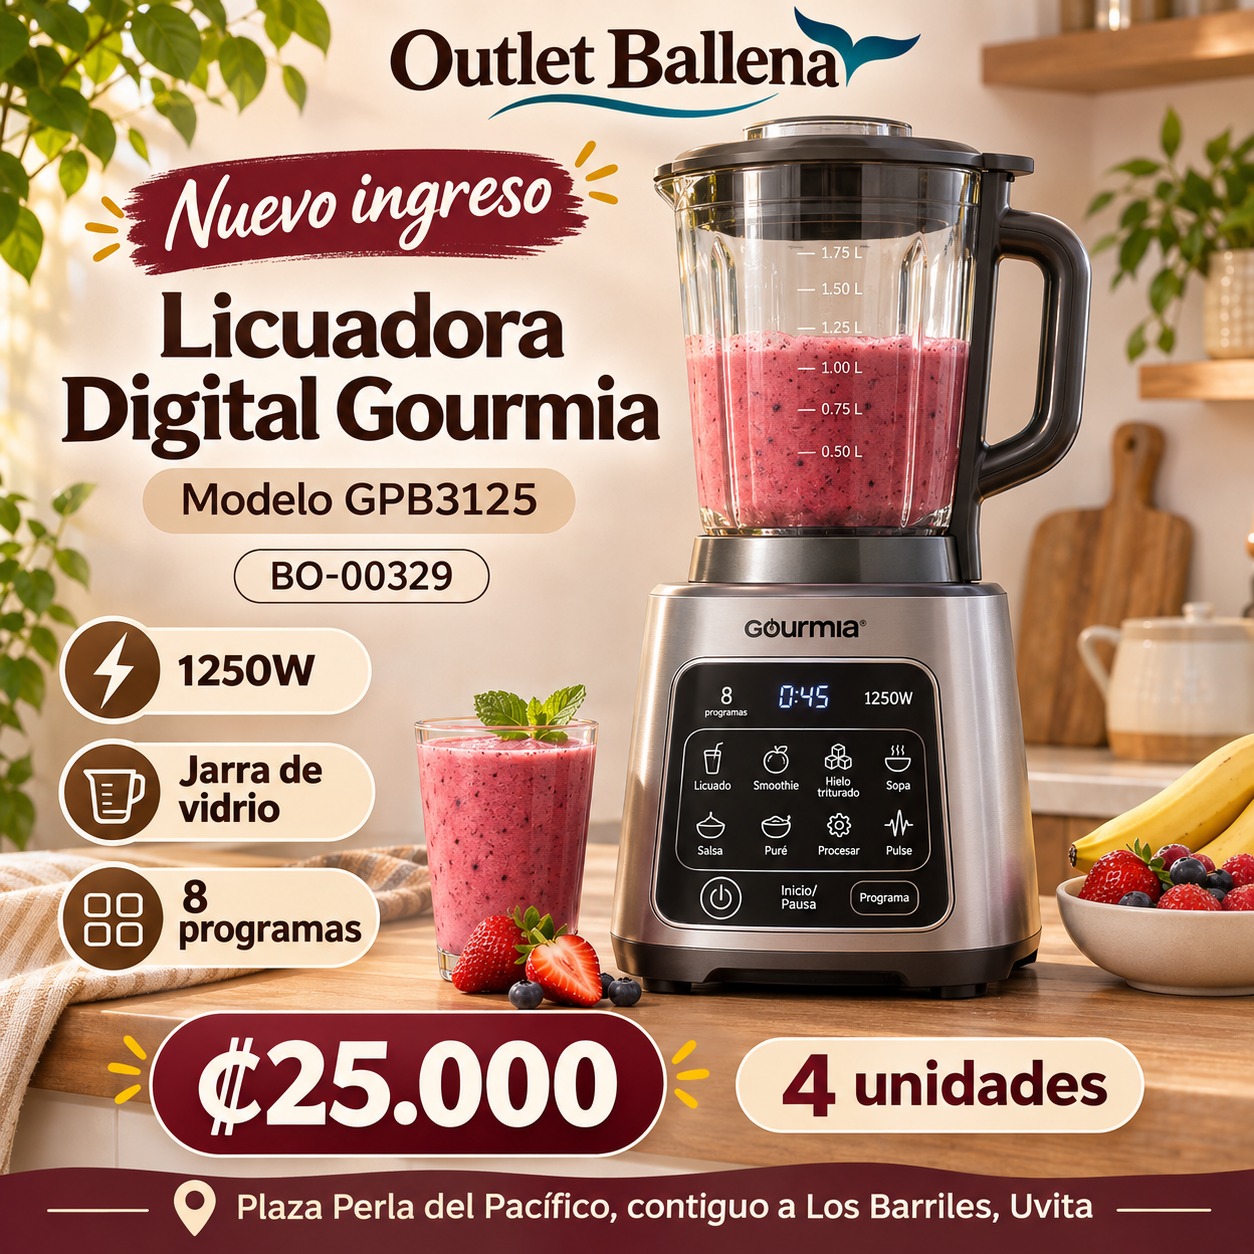 Outlet Ballena
Nuevo ingreso
Licuadora
Digital Gourmia
Modelo GPB3125
BO-00329
1250W
Jarra de
vidrio
8
programas
1.75 L
1.50 L
1.25 L
1.00 L
0.75 L
0.50 L
GOURMIA®
8
programas
0:45
1250W
Licuado
Smoothie
Hielo
triturado
Sopa
Salsa
Puré
Procesar
Pulse
Inicio/
Pausa
Programa
₡25.000
4 unidades
Plaza Perla del Pacífico, contiguo a Los Barriles, Uvita